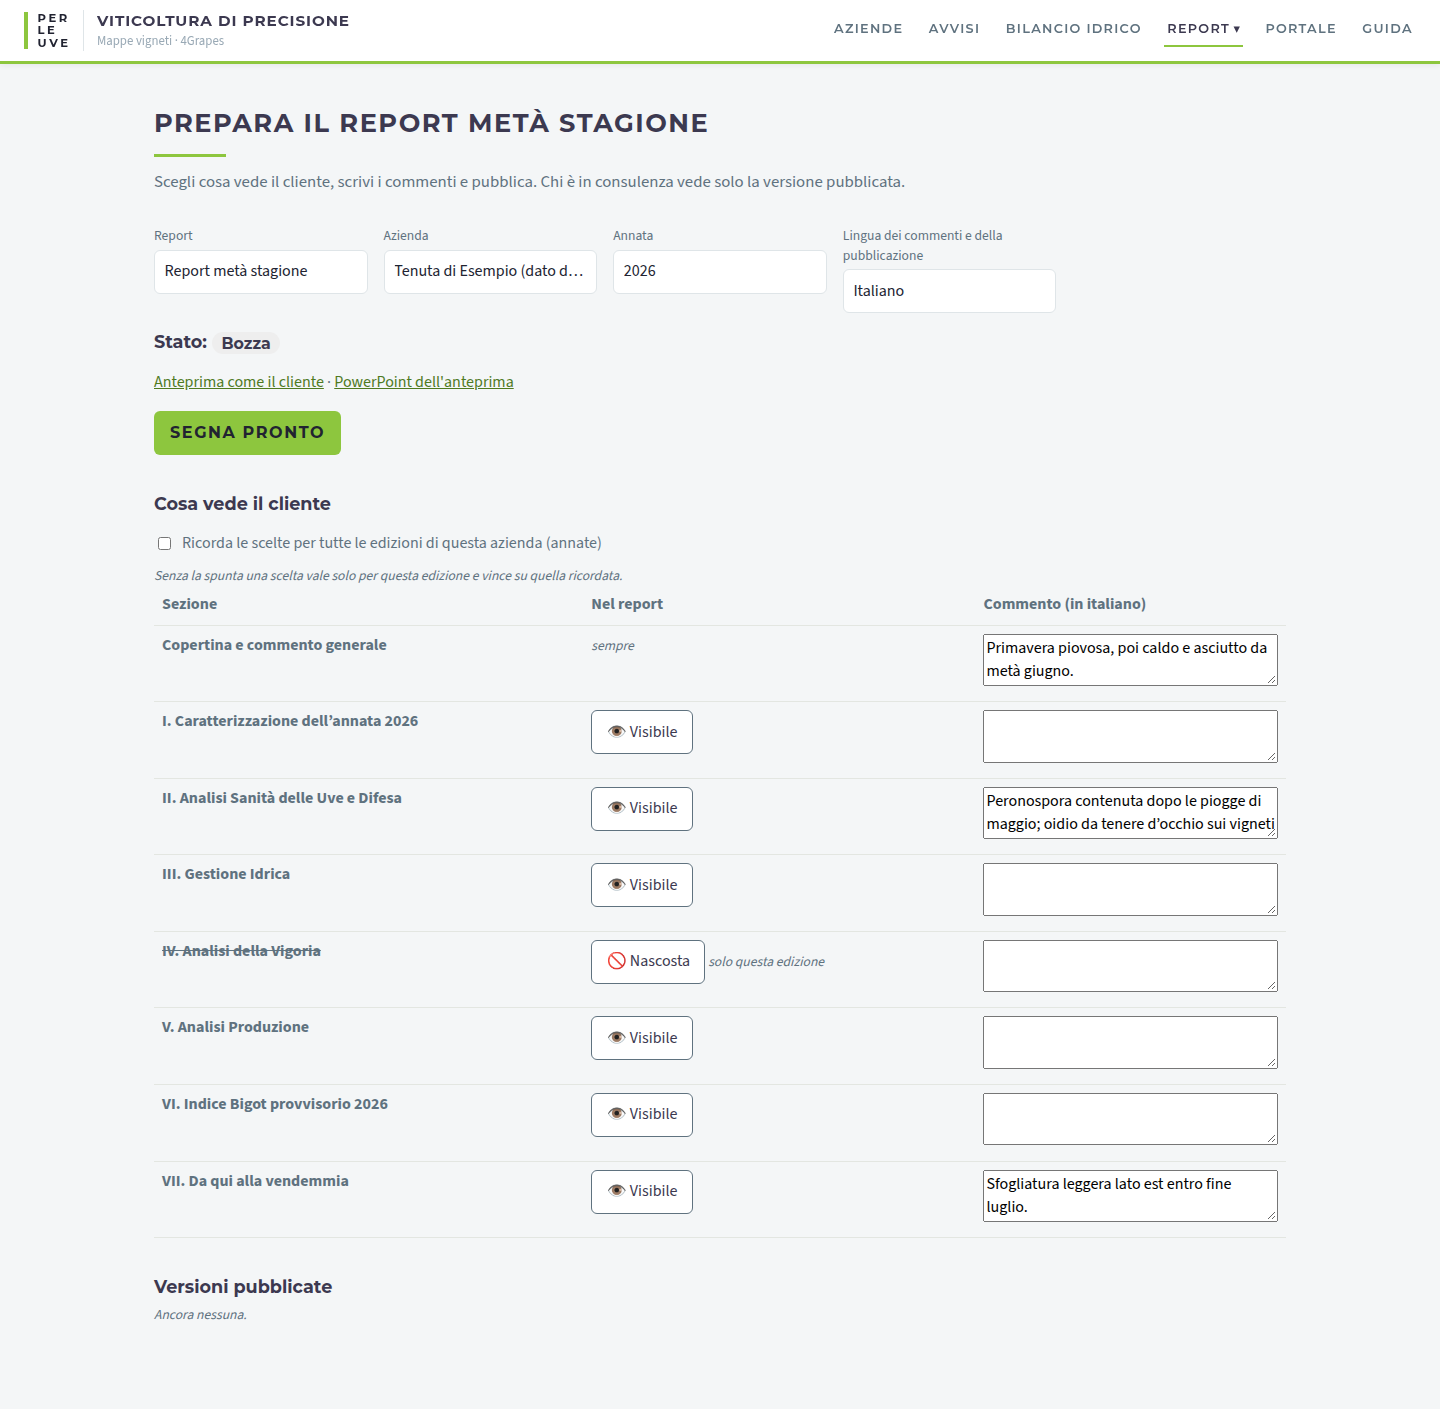 PER
LE
UVE
VITICOLTURA DI PRECISIONE
Mappe vigneti · 4Grapes
AZIENDE
AVVISI
BILANCIO IDRICO
REPORT ▾
PORTALE
GUIDA
PREPARA IL REPORT METÀ STAGIONE
Scegli cosa vede il cliente, scrivi i commenti e pubblica. Chi è in consulenza vede solo la versione pubblicata.
Report
Azienda
Annata
Lingua dei commenti e della
pubblicazione
Report metà stagione
Tenuta di Esempio (dato d…
2026
Italiano
Stato: Bozza
Anteprima come il cliente · PowerPoint dell'anteprima
SEGNA PRONTO
Cosa vede il cliente
Ricorda le scelte per tutte le edizioni di questa azienda (annate)
Senza la spunta una scelta vale solo per questa edizione e vince su quella ricordata.
Sezione
Nel report
Commento (in italiano)
Copertina e commento generale
sempre
Primavera piovosa, poi caldo e asciutto da
metà giugno.
I. Caratterizzazione dell’annata 2026
Visibile
II. Analisi Sanità delle Uve e Difesa
Visibile
Peronospora contenuta dopo le piogge di
maggio; oidio da tenere d’occhio sui vigneti
III. Gestione Idrica
Visibile
IV. Analisi della Vigoria
Nascosta
solo questa edizione
V. Analisi Produzione
Visibile
VI. Indice Bigot provvisorio 2026
Visibile
VII. Da qui alla vendemmia
Visibile
Sfogliatura leggera lato est entro fine
luglio.
Versioni pubblicate
Ancora nessuna.